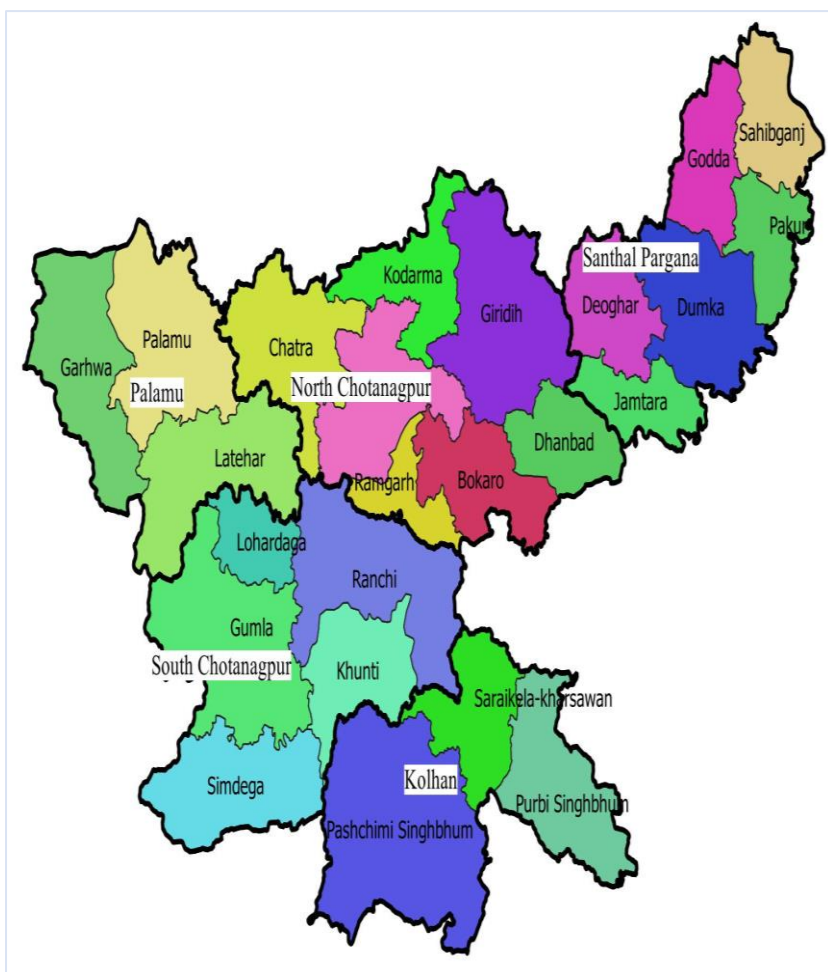 Sahibganj
Godda
Pakur
Santhal Pargana
Kodarma
Deoghar
Dumka
Giridih
Palamu
Chatra
Garhwa
Palamu
North Chotanagpur
Jamtara
Dhanbad
Latehar
Ramgarh
Bokaro
Lohardaga
Ranchi
Gumla
South Chotanagpur
Khunti
Saraikela-kharsawan
Simdega
Kolhan
Purbi Singhbhum
Pashchimi Singhbhum